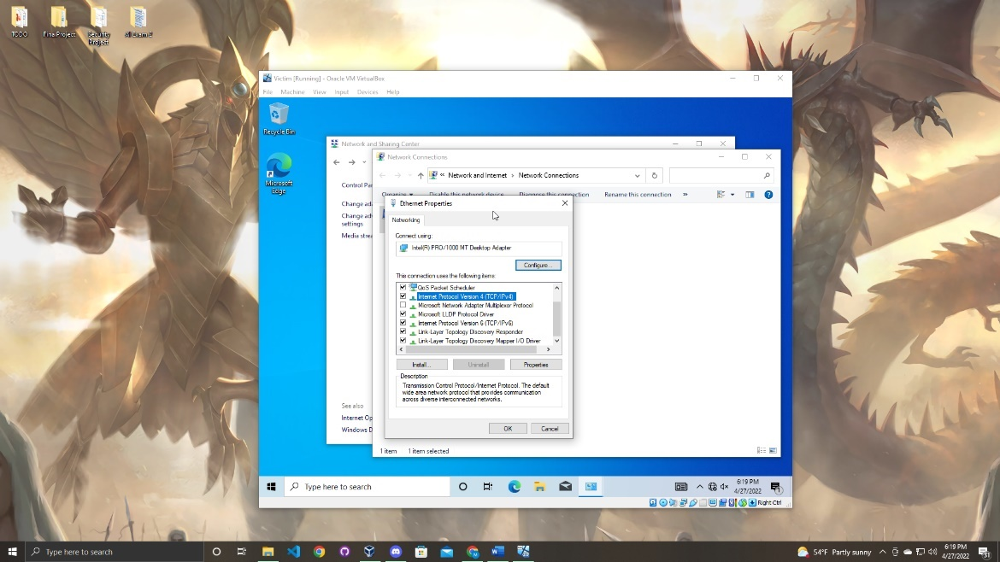 TODO
Fina Project
Security
Project
AI Exam 2
Victim [Running] - Oracle VM VirtualBox
File Machine View Input Devices Help
Recycle Bin
Microsoft
Edge
Network and Sharing Center
Network Connections
« Network and Internet › Network Connections
Control Pa
Organize Disable this network device Diagnose this connection Rename this connection »
Change ad
Change ad
settings
Media strea
Ethernet Properties
Networking
Connect using:
Intel(R) PRO/1000 MT Desktop Adapter
Configure...
This connection uses the following items:
QoS Packet Scheduler
Internet Protocol Version 4 (TCP/IPv4)
Microsoft Network Adapter Multiplexor Protocol
Microsoft LLDP Protocol Driver
Internet Protocol Version 6 (TCP/IPv6)
Link-Layer Topology Discovery Responder
Link-Layer Topology Discovery Mapper I/O Driver
Install... Uninstall Properties
Description
Transmission Control Protocol/Internet Protocol. The default
wide area network protocol that provides communication
across diverse interconnected networks.
OK Cancel
See also
Internet Op
Windows D
1 item 1 item selected
Type here to search
6:19 PM
4/27/2022
Right Ctrl
Type here to search
54°F Partly sunny
6:19 PM
4/27/2022